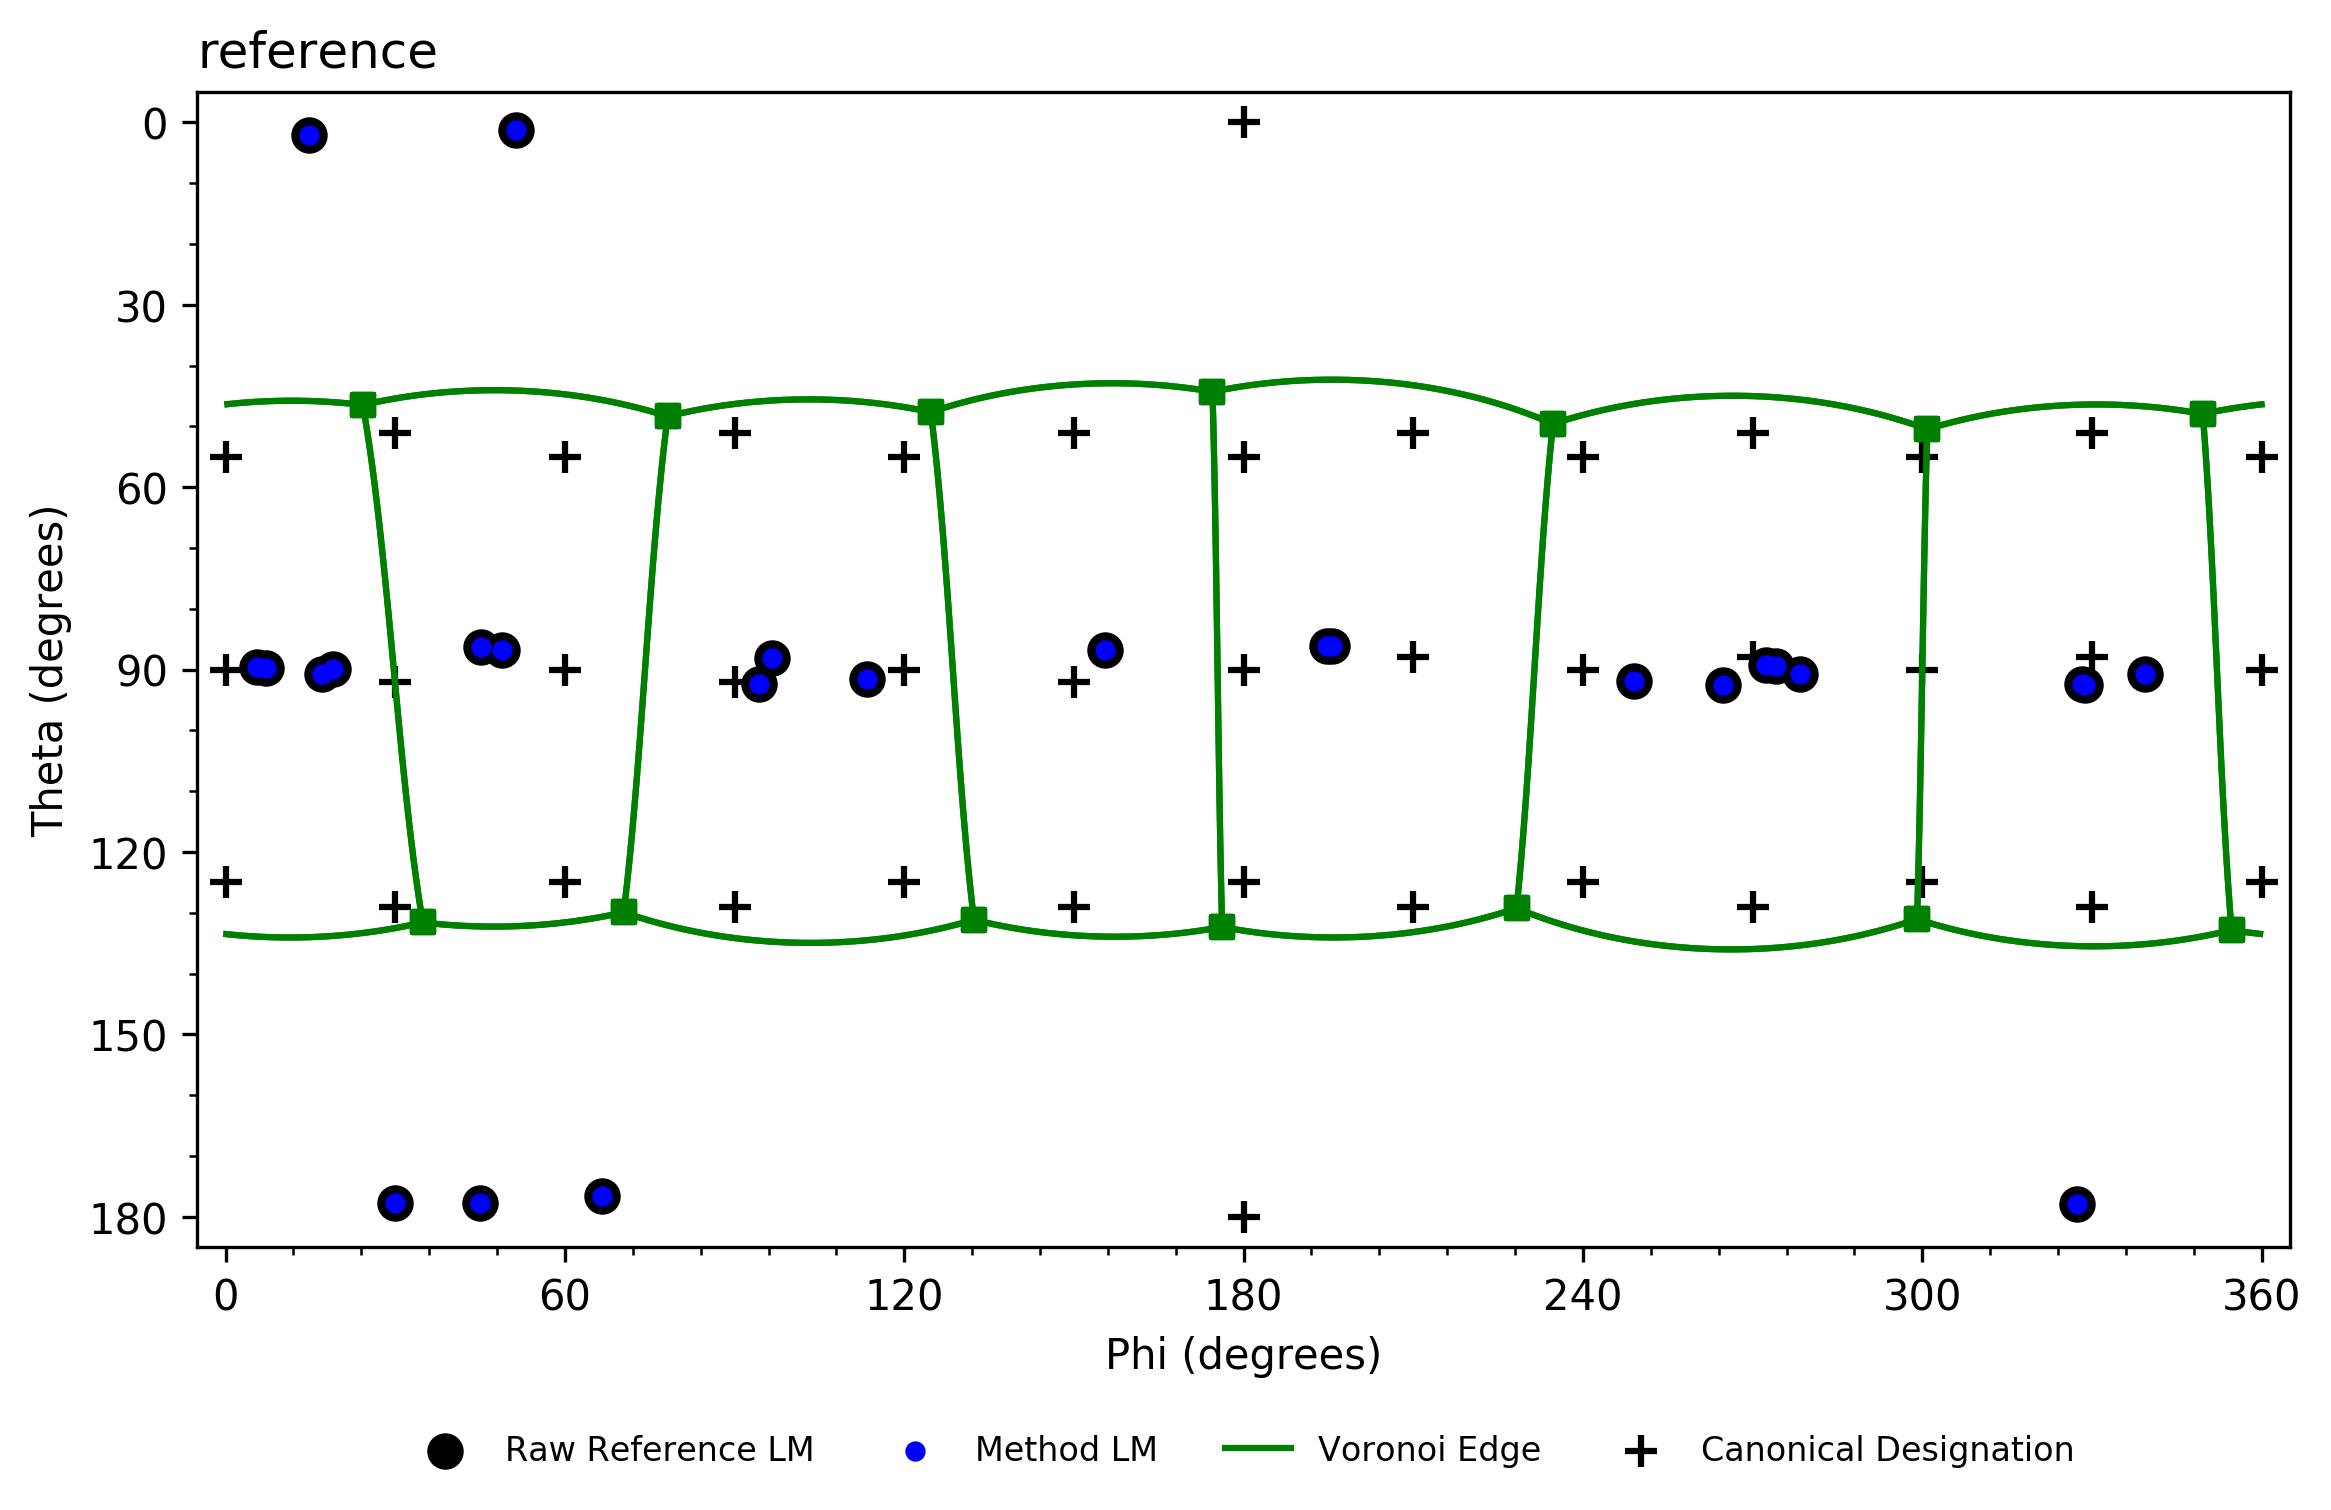 reference
0
30
60
90
120
150
180
Theta (degrees)
0 60 120 180 240 300 360
Phi (degrees)
Raw Reference LM Method LM Voronoi Edge Canonical Designation